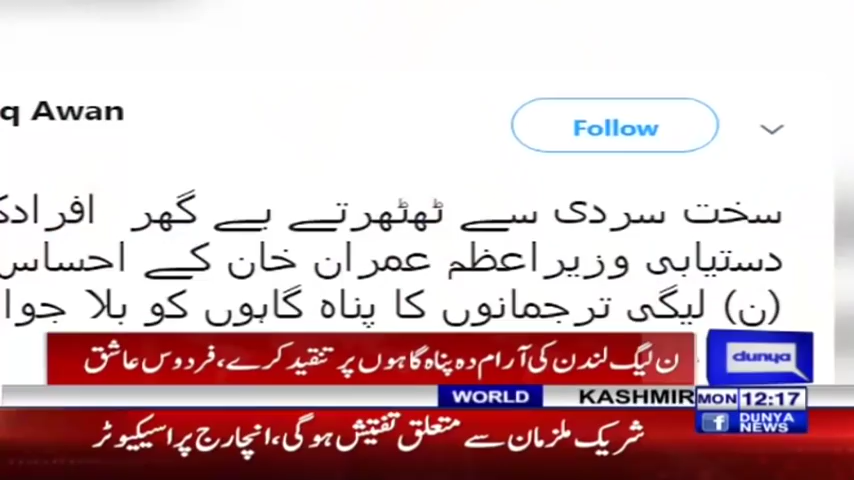 q Awan
Follow
سخت سردی سے ٹھٹھرتے بے گھر افراد
دستیابی وزیراعظم عمران خان کے احساس
(ن) لیگی ترجمانوں کا پناہ گاہوں کو بلا جوا
ن لیگ لندن کی آرام دہ پناہ گاہوں پر تنقید کرے، فردوس عاشق
dunya
WORLD KASHMIR MON 12:17
f DUNYA NEWS
شریک ملزمان سے متعلق تفتیش ہوگی، انچارج پراسیکیوٹر